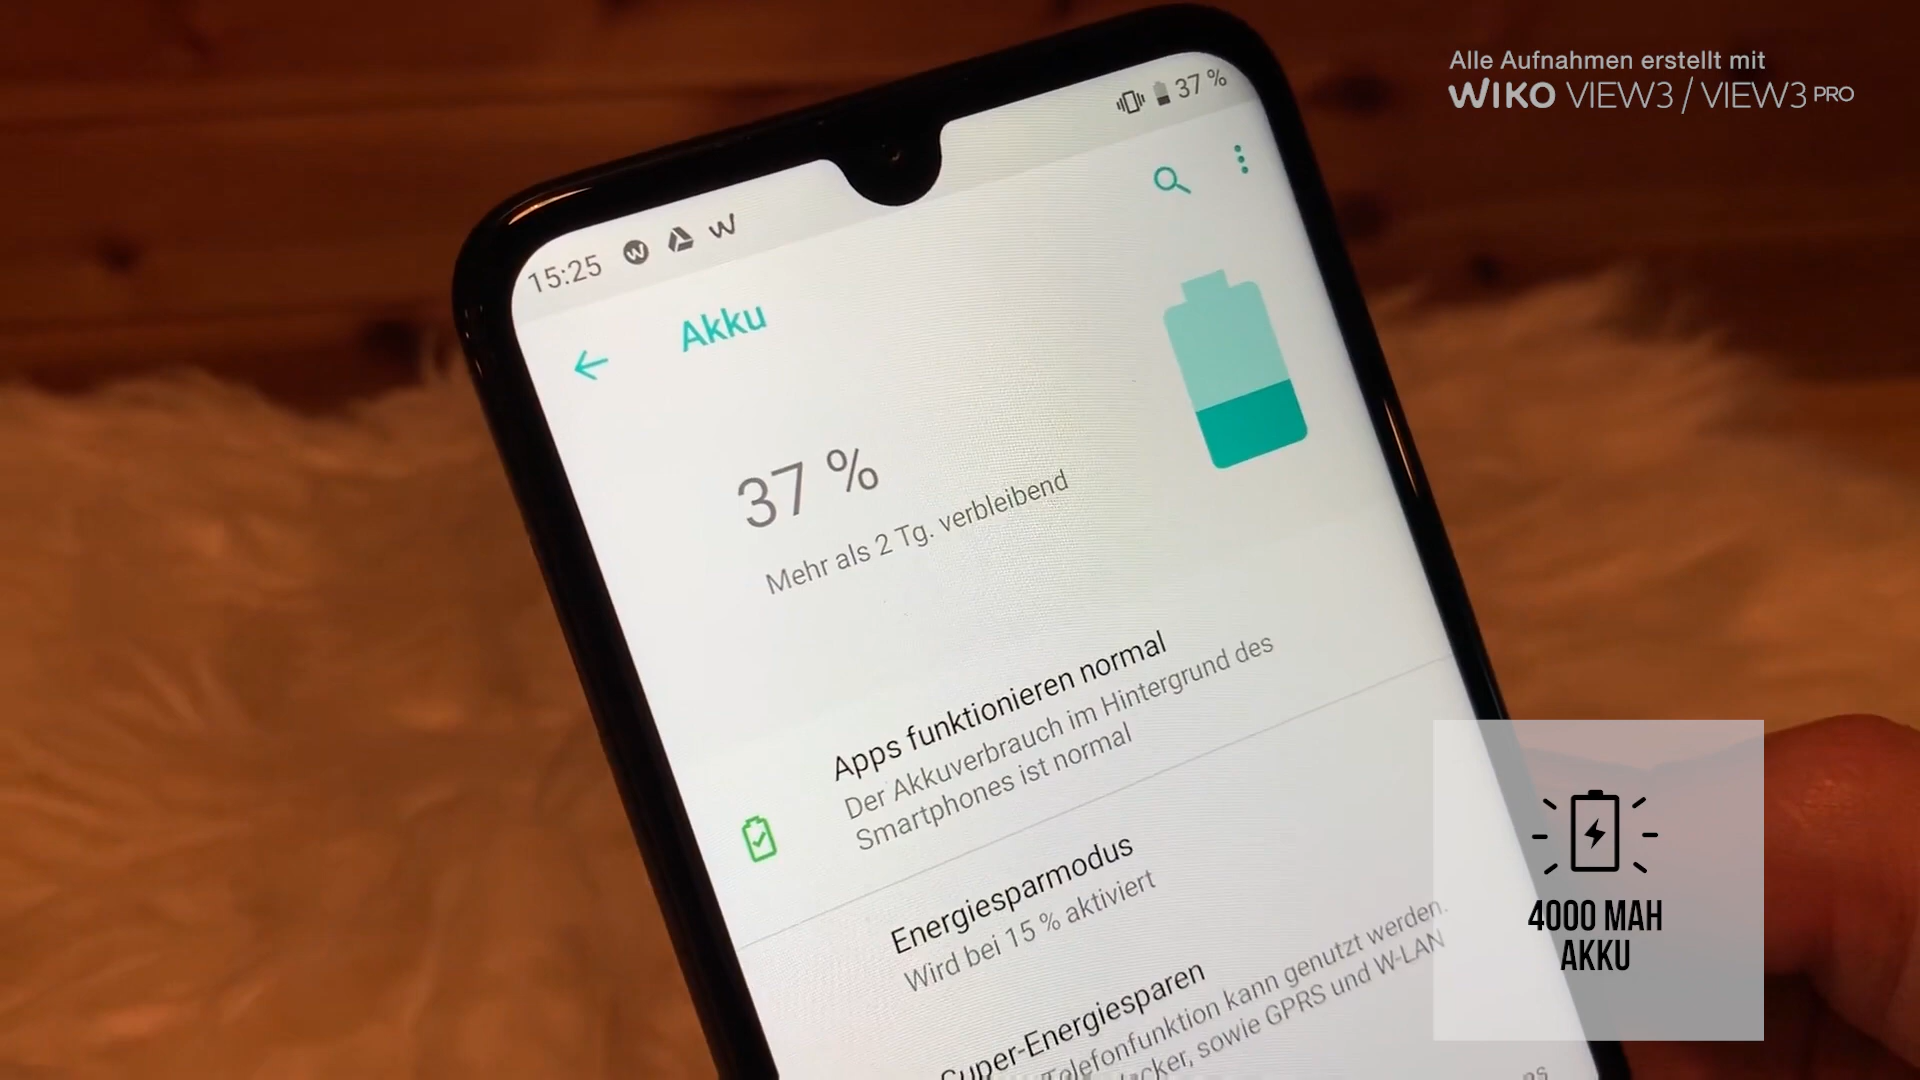 Alle Aufnahmen erstellt mit
WIKO VIEW3 / VIEW3 PRO
37 %
15:25
Akku
37 %
Mehr als 2 Tg. verbleibend
Apps funktionieren normal
Der Akkuverbrauch im Hintergrund des
Smartphones ist normal
Energiesparmodus
Wird bei 15 % aktiviert
Super-Energiesparen
Telefonfunktion kann genutzt werden.
sowie GPRS und W-LAN
4000 MAH
AKKU